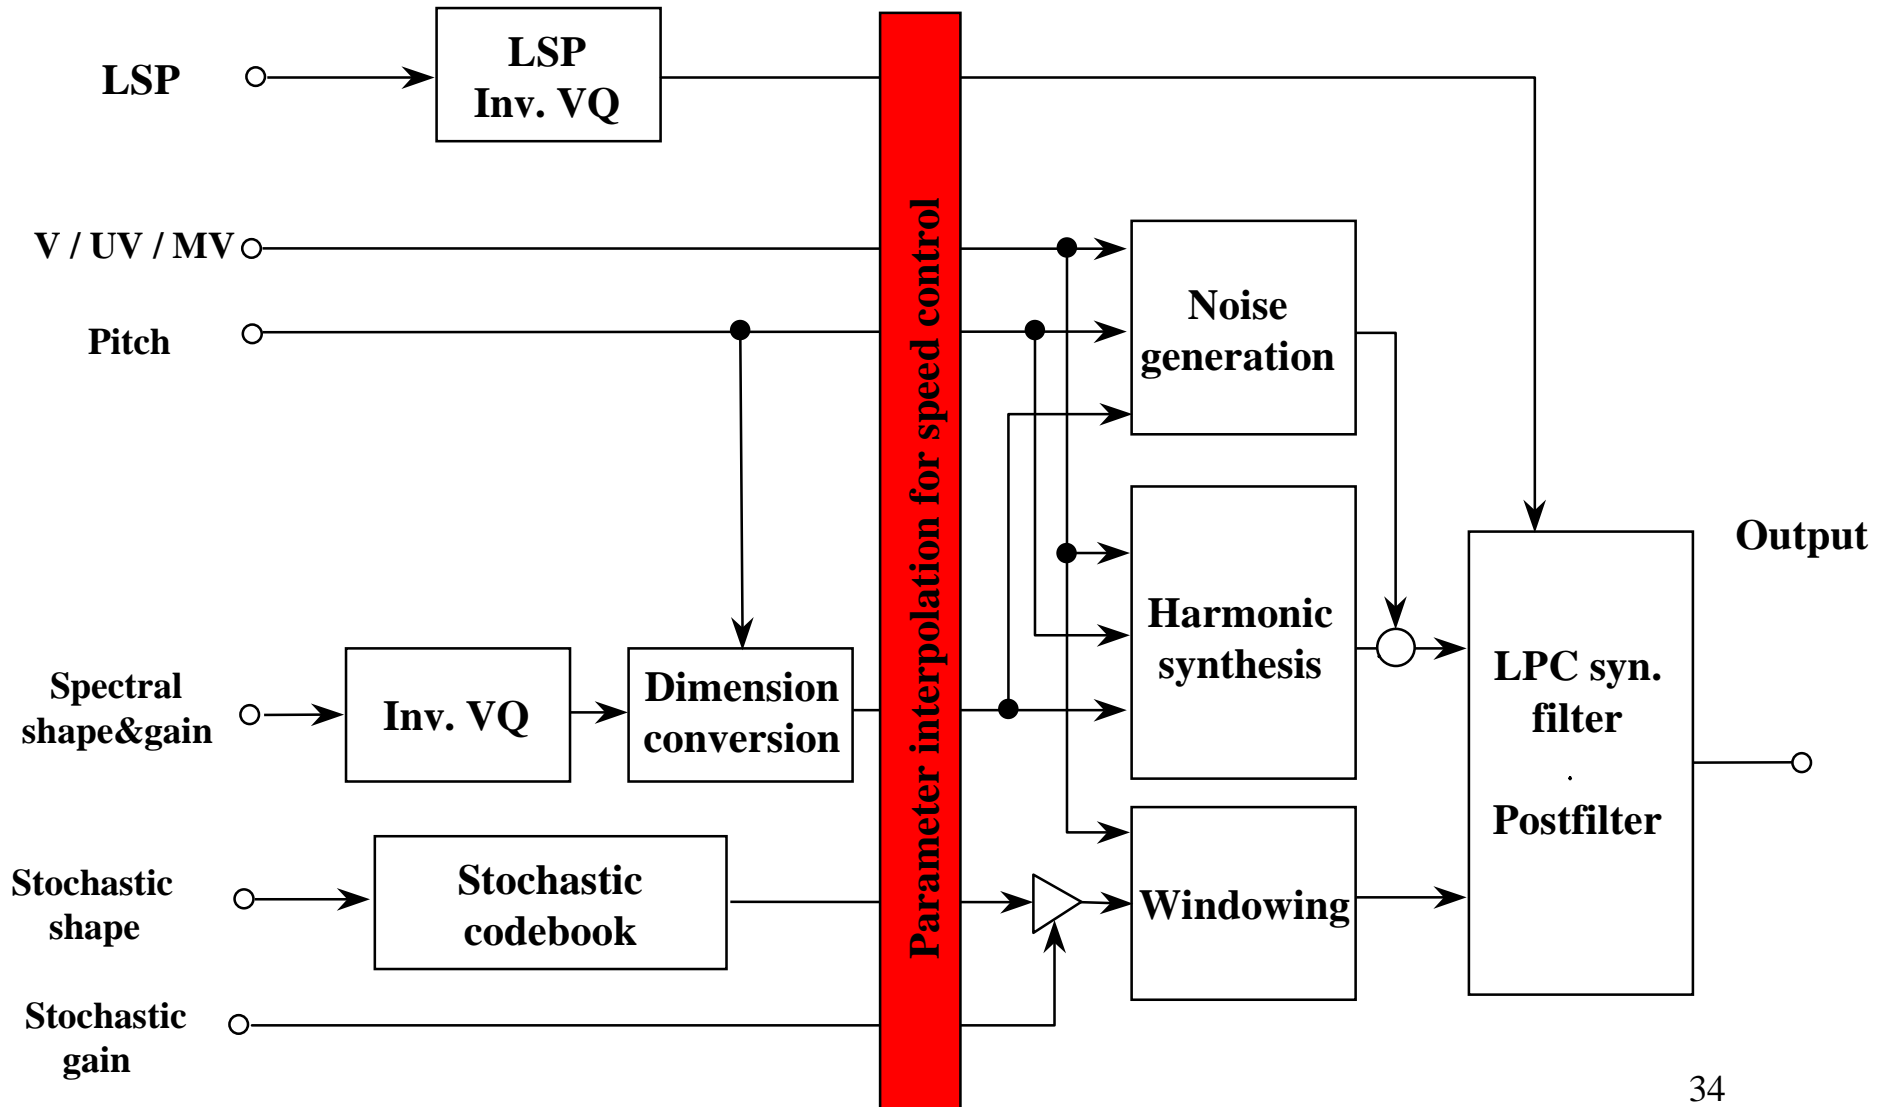 LSP
LSP
Inv. VQ
V / UV / MV
Pitch
Parameter interpolation for speed control
Noise
generation
Harmonic
synthesis
Output
LPC syn.
filter
.
Postfilter
Spectral
shape&gain
Inv. VQ
Dimension
conversion
Stochastic
shape
Stochastic
codebook
Windowing
Stochastic
gain
34